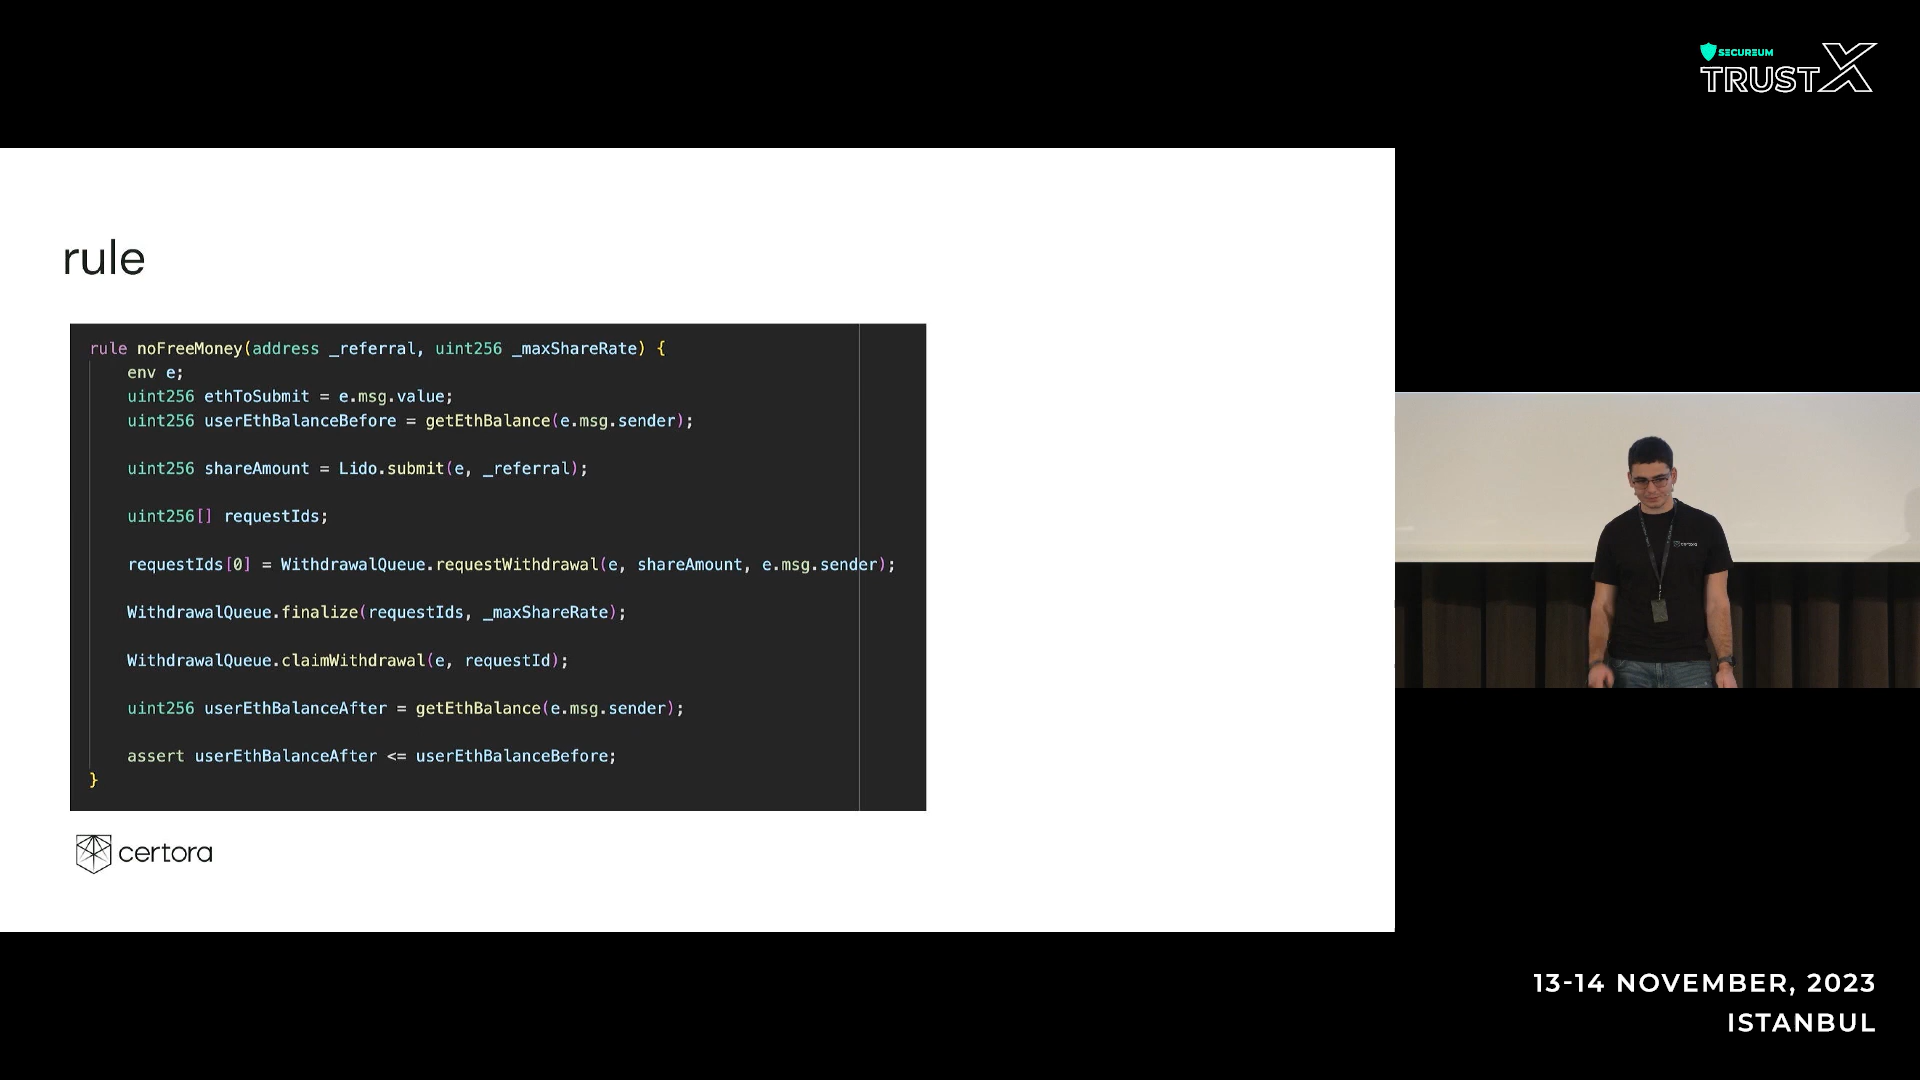 SECUREUM
TRUSTX
rule
rule noFreeMoney(address _referral, uint256 _maxShareRate) {
env e;
uint256 ethToSubmit = e.msg.value;
uint256 userEthBalanceBefore = getEthBalance(e.msg.sender);
uint256 shareAmount = Lido.submit(e, _referral);
uint256[] requestIds;
requestIds[0] = WithdrawalQueue.requestWithdrawal(e, shareAmount, e.msg.sender);
WithdrawalQueue.finalize(requestIds, _maxShareRate);
WithdrawalQueue.claimWithdrawal(e, requestId);
uint256 userEthBalanceAfter = getEthBalance(e.msg.sender);
assert userEthBalanceAfter <= userEthBalanceBefore;
}
certora
certora
13-14 NOVEMBER, 2023
ISTANBUL